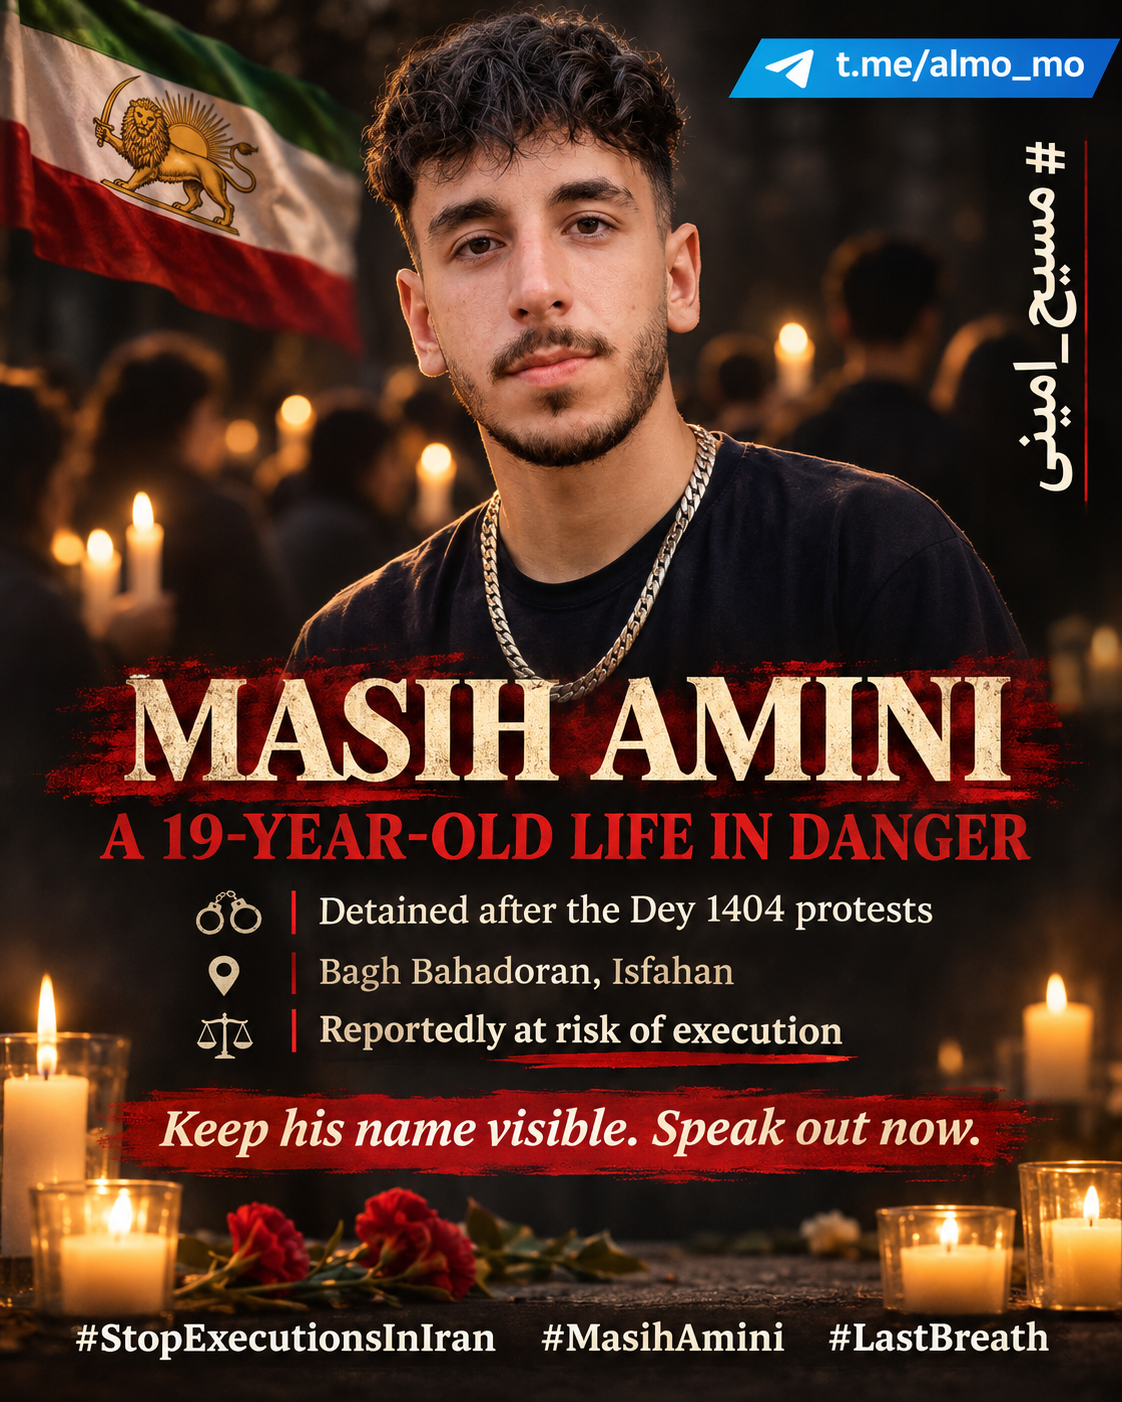 t.me/almo_mo
#مسیح_امینی
MASIH AMINI
A 19-YEAR-OLD LIFE IN DANGER
Detained after the Dey 1404 protests
Bagh Bahadoran, Isfahan
Reportedly at risk of execution
Keep his name visible. Speak out now.
#StopExecutionsInIran #MasihAmini #LastBreath